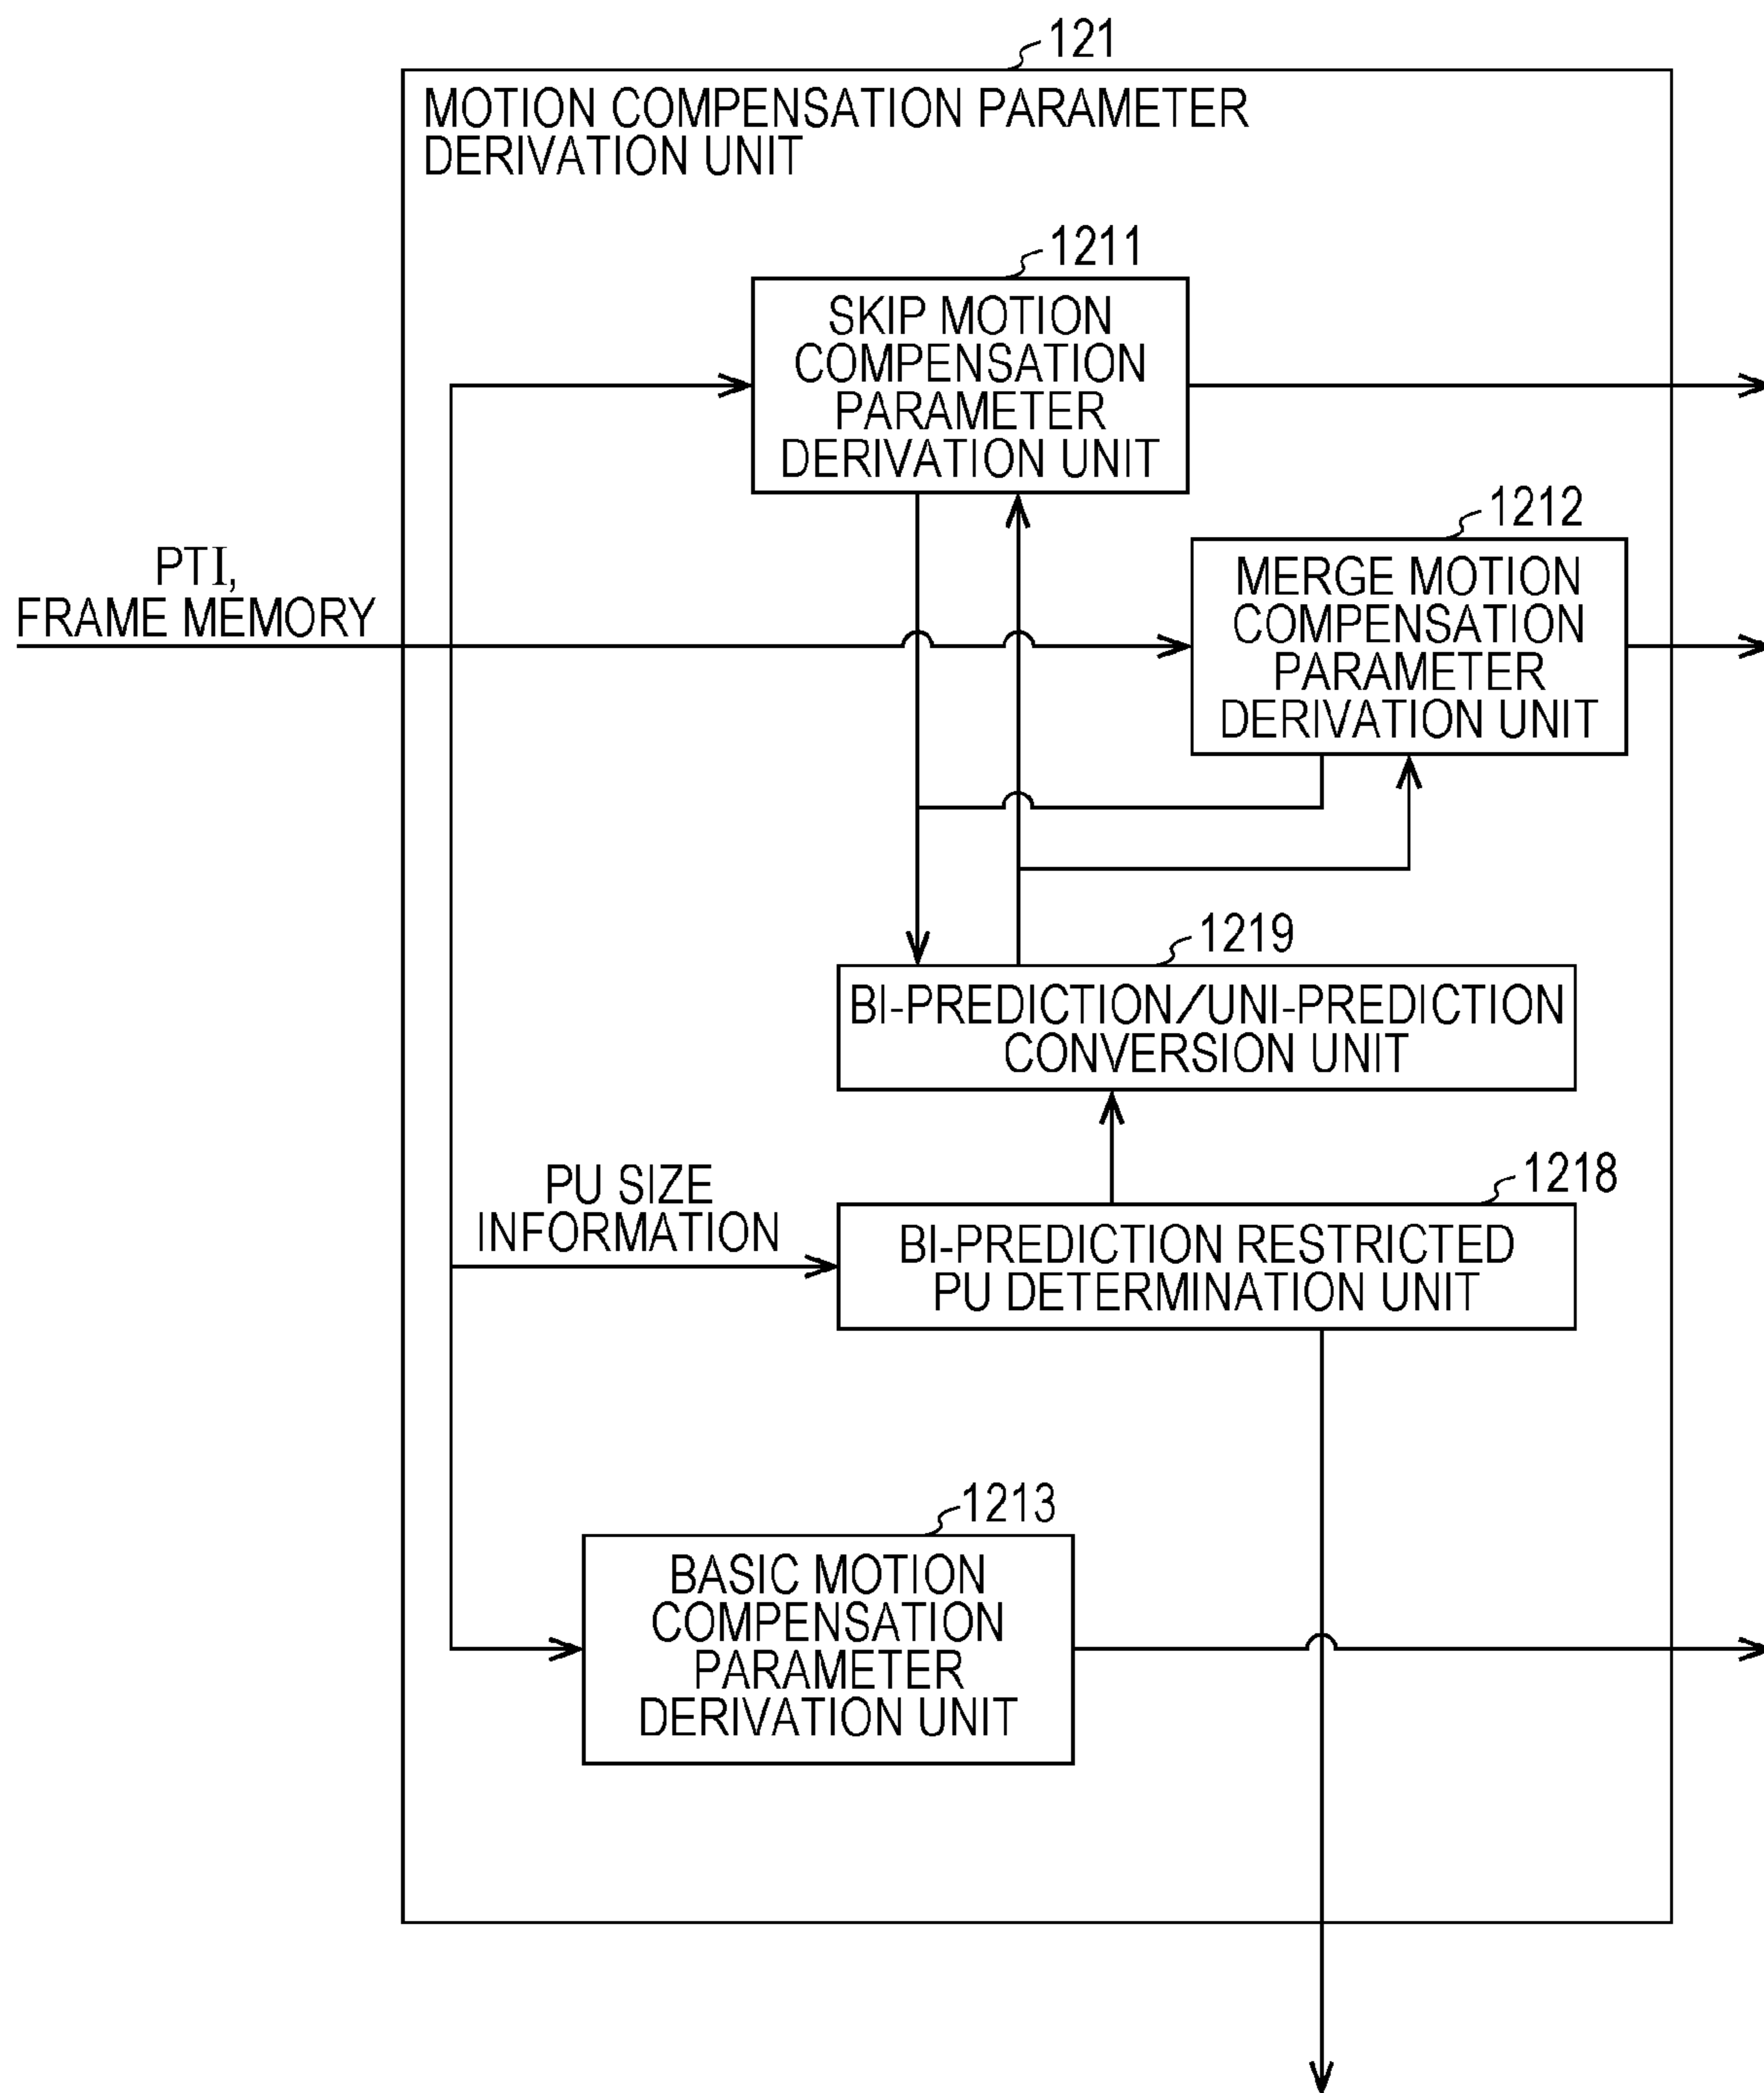 121
MOTION COMPENSATION PARAMETER
DERIVATION UNIT
1211
SKIP MOTION
COMPENSATION
PARAMETER
DERIVATION UNIT
1212
MERGE MOTION
COMPENSATION
PARAMETER
DERIVATION UNIT
PTI,
FRAME MEMORY
1219
BI-PREDICTION/UNI-PREDICTION
CONVERSION UNIT
1218
PU SIZE
INFORMATION
BI-PREDICTION RESTRICTED
PU DETERMINATION UNIT
1213
BASIC MOTION
COMPENSATION
PARAMETER
DERIVATION UNIT